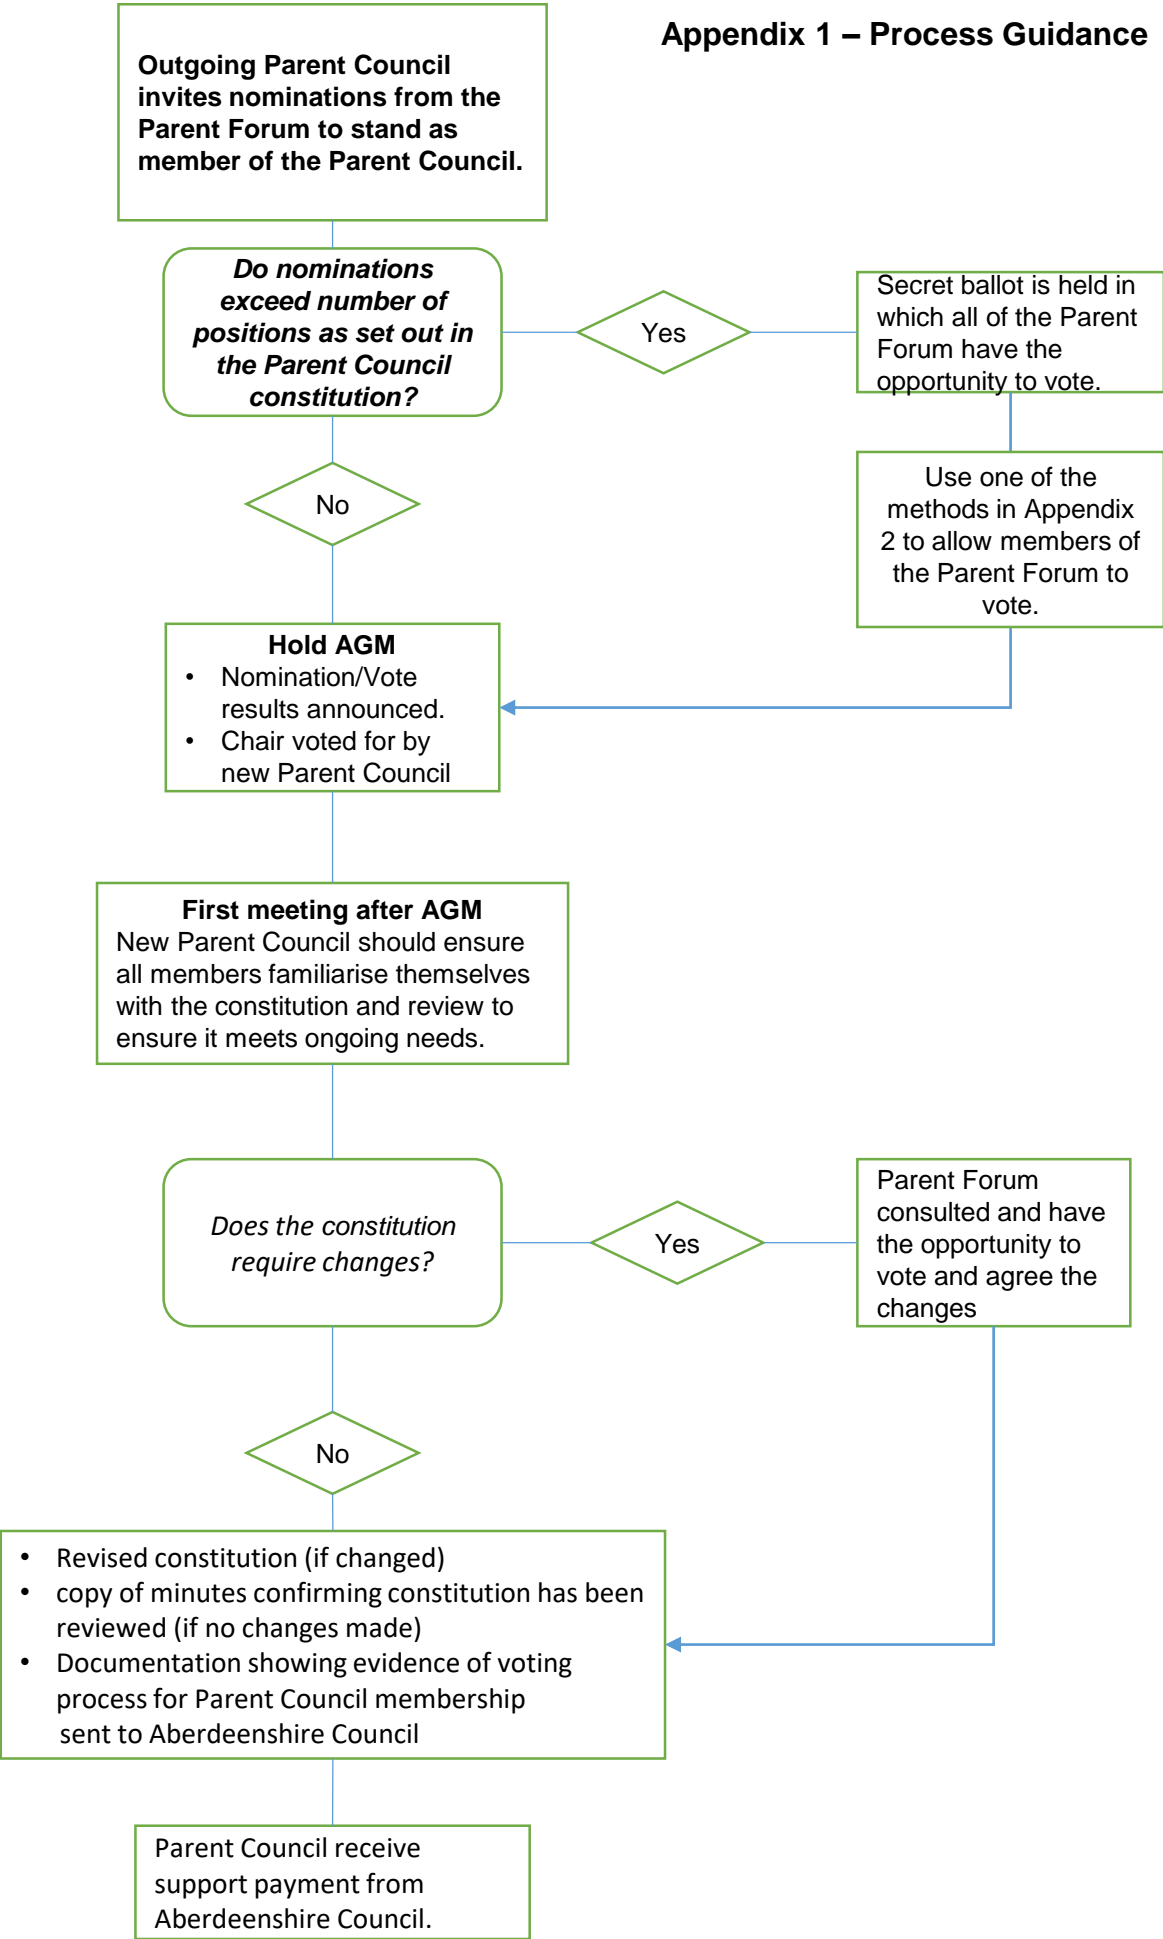 Appendix 1 – Process Guidance
Outgoing Parent Council
invites nominations from the
Parent Forum to stand as
member of the Parent Council.
Do nominations
exceed number of
positions as set out in
the Parent Council
constitution?
Yes
Secret ballot is held in
which all of the Parent
Forum have the
opportunity to vote.
Use one of the
methods in Appendix
2 to allow members of
the Parent Forum to
vote.
No
Hold AGM
• Nomination/Vote
results announced.
• Chair voted for by
new Parent Council
First meeting after AGM
New Parent Council should ensure
all members familiarise themselves
with the constitution and review to
ensure it meets ongoing needs.
Does the constitution
require changes?
Yes
Parent Forum
consulted and have
the opportunity to
vote and agree the
changes
No
• Revised constitution (if changed)
• copy of minutes confirming constitution has been
reviewed (if no changes made)
• Documentation showing evidence of voting
process for Parent Council membership
sent to Aberdeenshire Council
Parent Council receive
support payment from
Aberdeenshire Council.